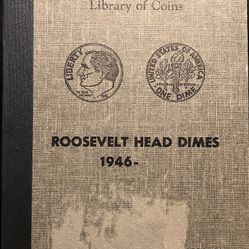 Library of Coins
LIBERTY
UNITED STATES OF AMERICA
ONE DIME
ROOSEVELT HEAD DIMES
1946-